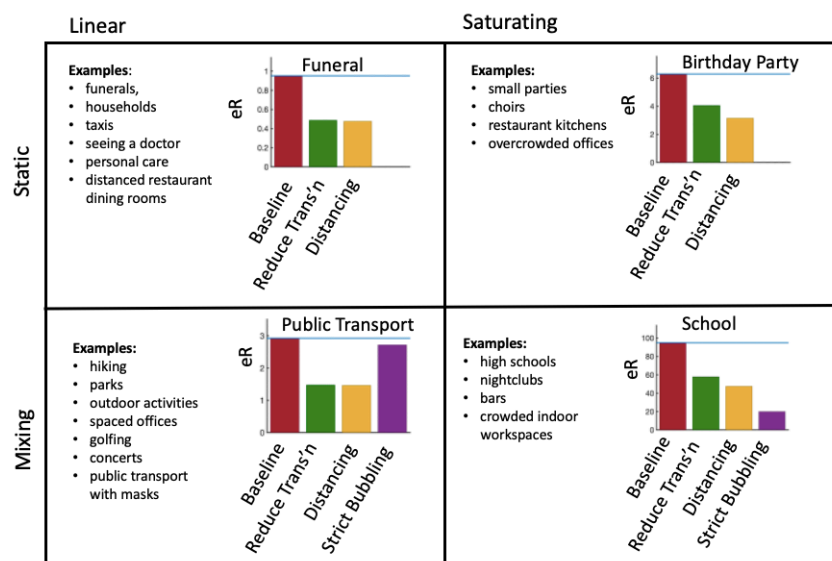 Linear
Saturating
Static
Examples:
• funerals,
• households
• taxis
• seeing a doctor
• personal care
• distanced restaurant
dining rooms
Funeral
eR
1
0.8
0.6
0.4
0.2
0
Baseline
Reduce Trans'n
Distancing
Examples:
• small parties
• choirs
• restaurant kitchens
• overcrowded offices
Birthday Party
eR
6
4
2
0
Baseline
Reduce Trans'n
Distancing
Mixing
Examples:
• hiking
• parks
• outdoor activities
• spaced offices
• golfing
• concerts
• public transport
with masks
Public Transport
eR
3
2
1
0
Baseline
Reduce Trans'n
Distancing
Strict Bubbling
Examples:
• high schools
• nightclubs
• bars
• crowded indoor
workspaces
School
eR
100
80
60
40
20
0
Baseline
Reduce Trans'n
Distancing
Strict Bubbling